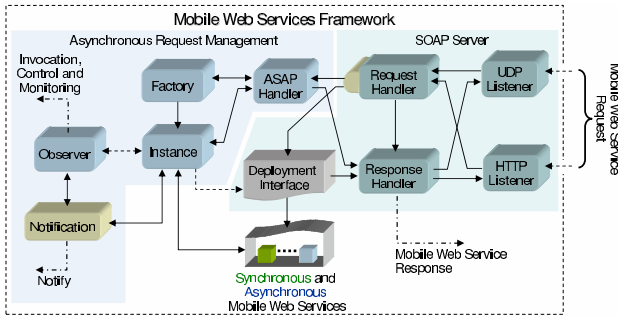 Mobile Web Services Framework
Asynchronous Request Management
SOAP Server
Invocation,
Control and
Monitoring
Factory
ASAP
Handler
Request
Handler
UDP
Listener
Mobile Web Service
Request
Observer
Instance
Deployment
Interface
Response
Handler
HTTP
Listener
Notification
Notify
Mobile Web Service
Response
Synchronous and
Asynchronous
Mobile Web Services